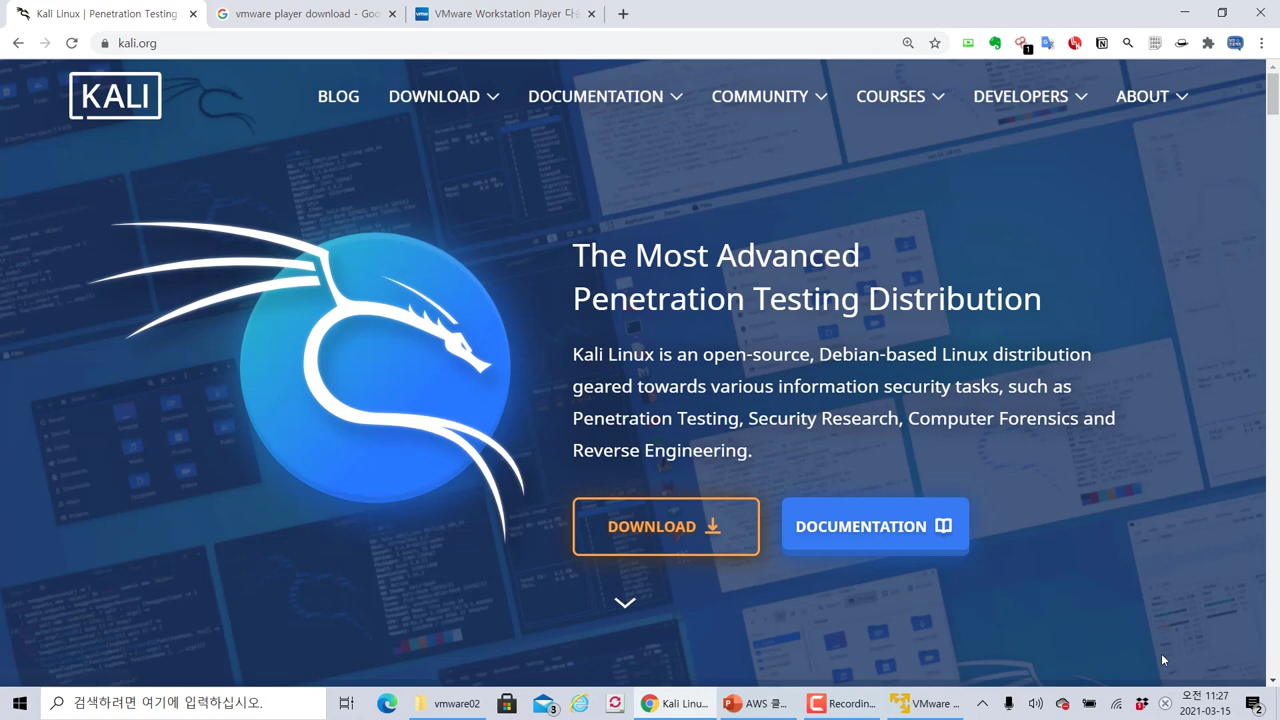 Kali Linux | Penetration Testing
vmware player download - Goo
VMware Workstation Player 다
kali.org
1
KALI
BLOG
DOWNLOAD
DOCUMENTATION
COMMUNITY
COURSES
DEVELOPERS
ABOUT
The Most Advanced
Penetration Testing Distribution
Kali Linux is an open-source, Debian-based Linux distribution
geared towards various information security tasks, such as
Penetration Testing, Security Research, Computer Forensics and
Reverse Engineering.
DOWNLOAD
DOCUMENTATION
검색하려면 여기에 입력하십시오.
vmware02
3
Kali Linu...
AWS 클...
Recordin...
VMware ...
오전 11:27
2021-03-15
2